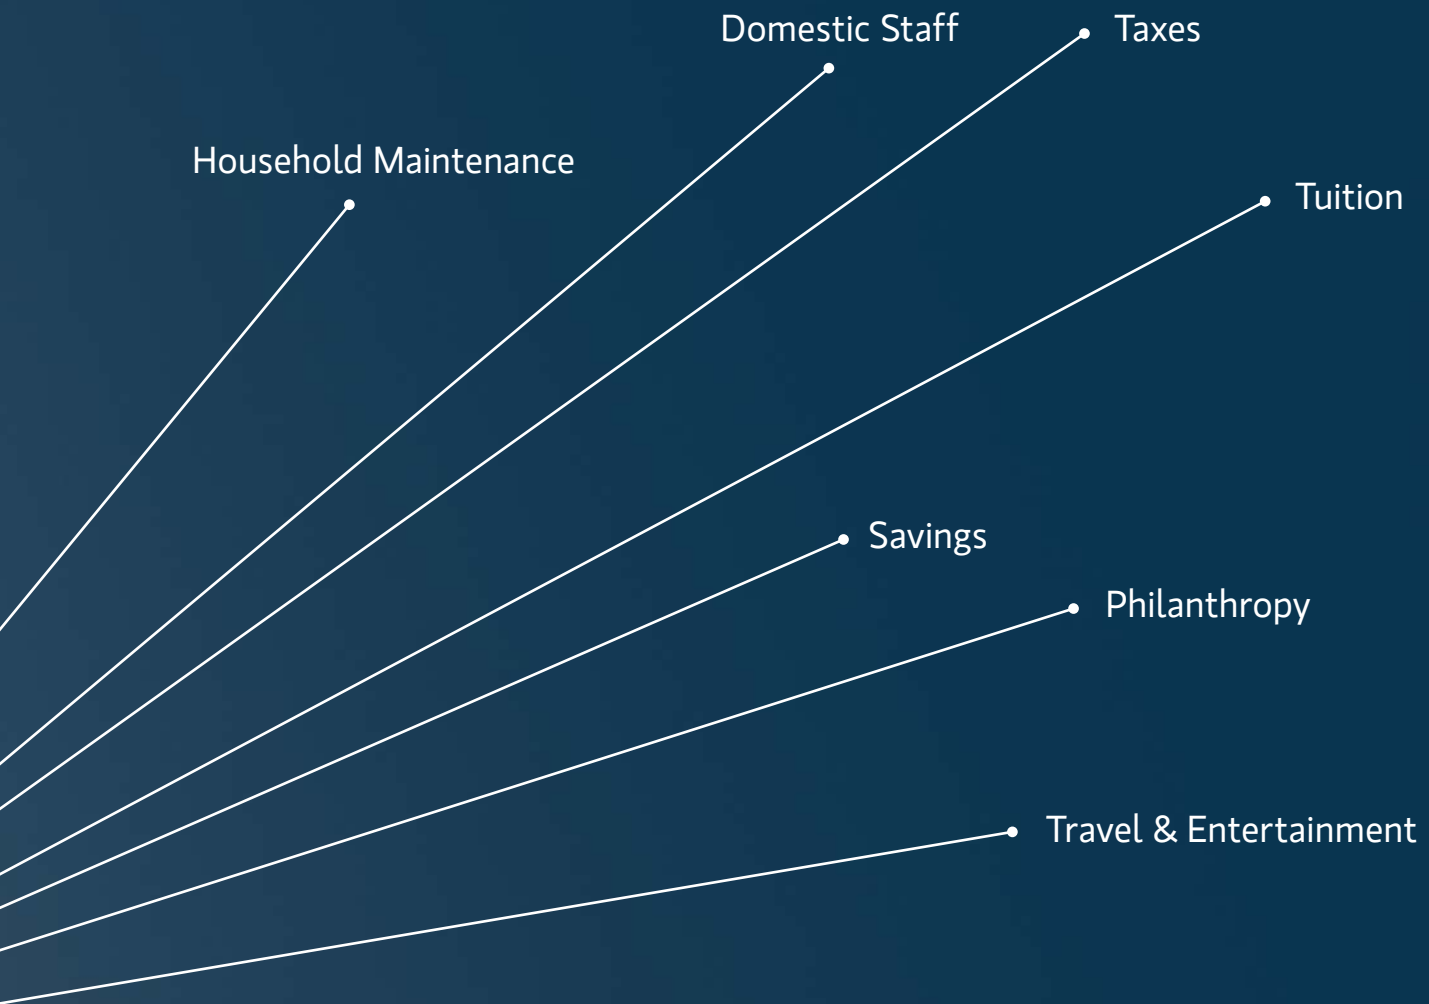 Domestic Staff
Taxes
Household Maintenance
Tuition
Savings
Philanthropy
Travel & Entertainment